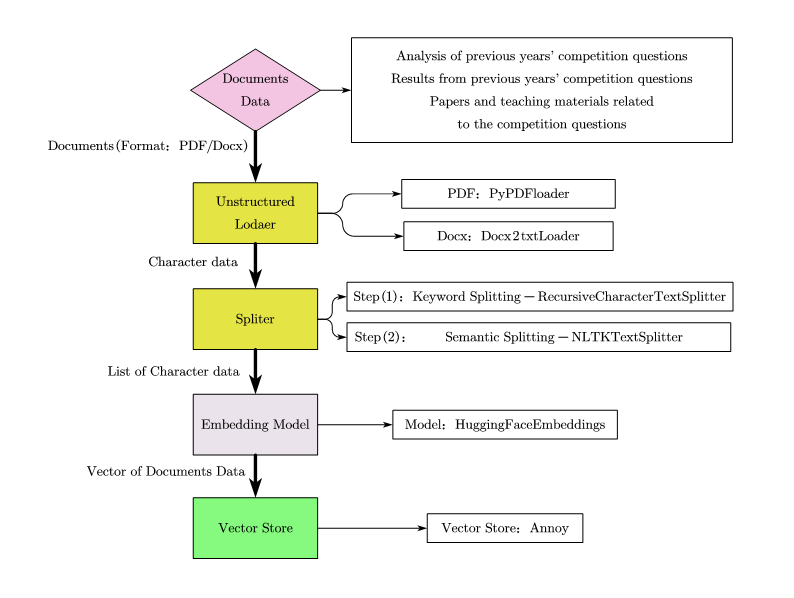 Documents
Data
Analysis of previous years' competition questions
Results from previous years' competition questions
Papers and teaching materials related
to the competition questions
Documents(Format：PDF/Docx)
Unstructured
Lodaer
PDF：PyPDFloader
Docx：Docx2txtLoader
Character data
Spliter
Step(1)：Keyword Splitting－RecursiveCharacterTextSplitter
Step(2)：Semantic Splitting－NLTKTextSplitter
List of Character data
Embedding Model
Model：HuggingFaceEmbeddings
Vector of Documents Data
Vector Store
Vector Store：Annoy